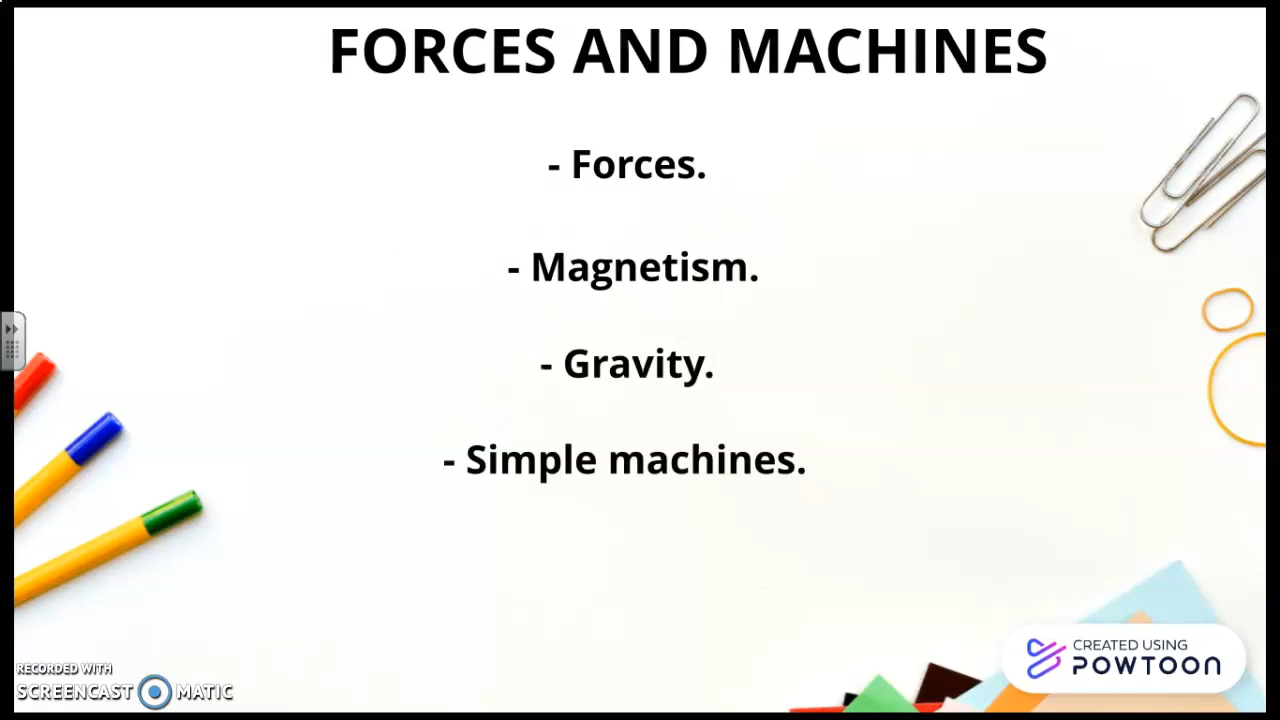 FORCES AND MACHINES
- Forces.
- Magnetism.
- Gravity.
- Simple machines.
RECORDED WITH
SCREENCAST MATIC
CREATED USING
POWTOON